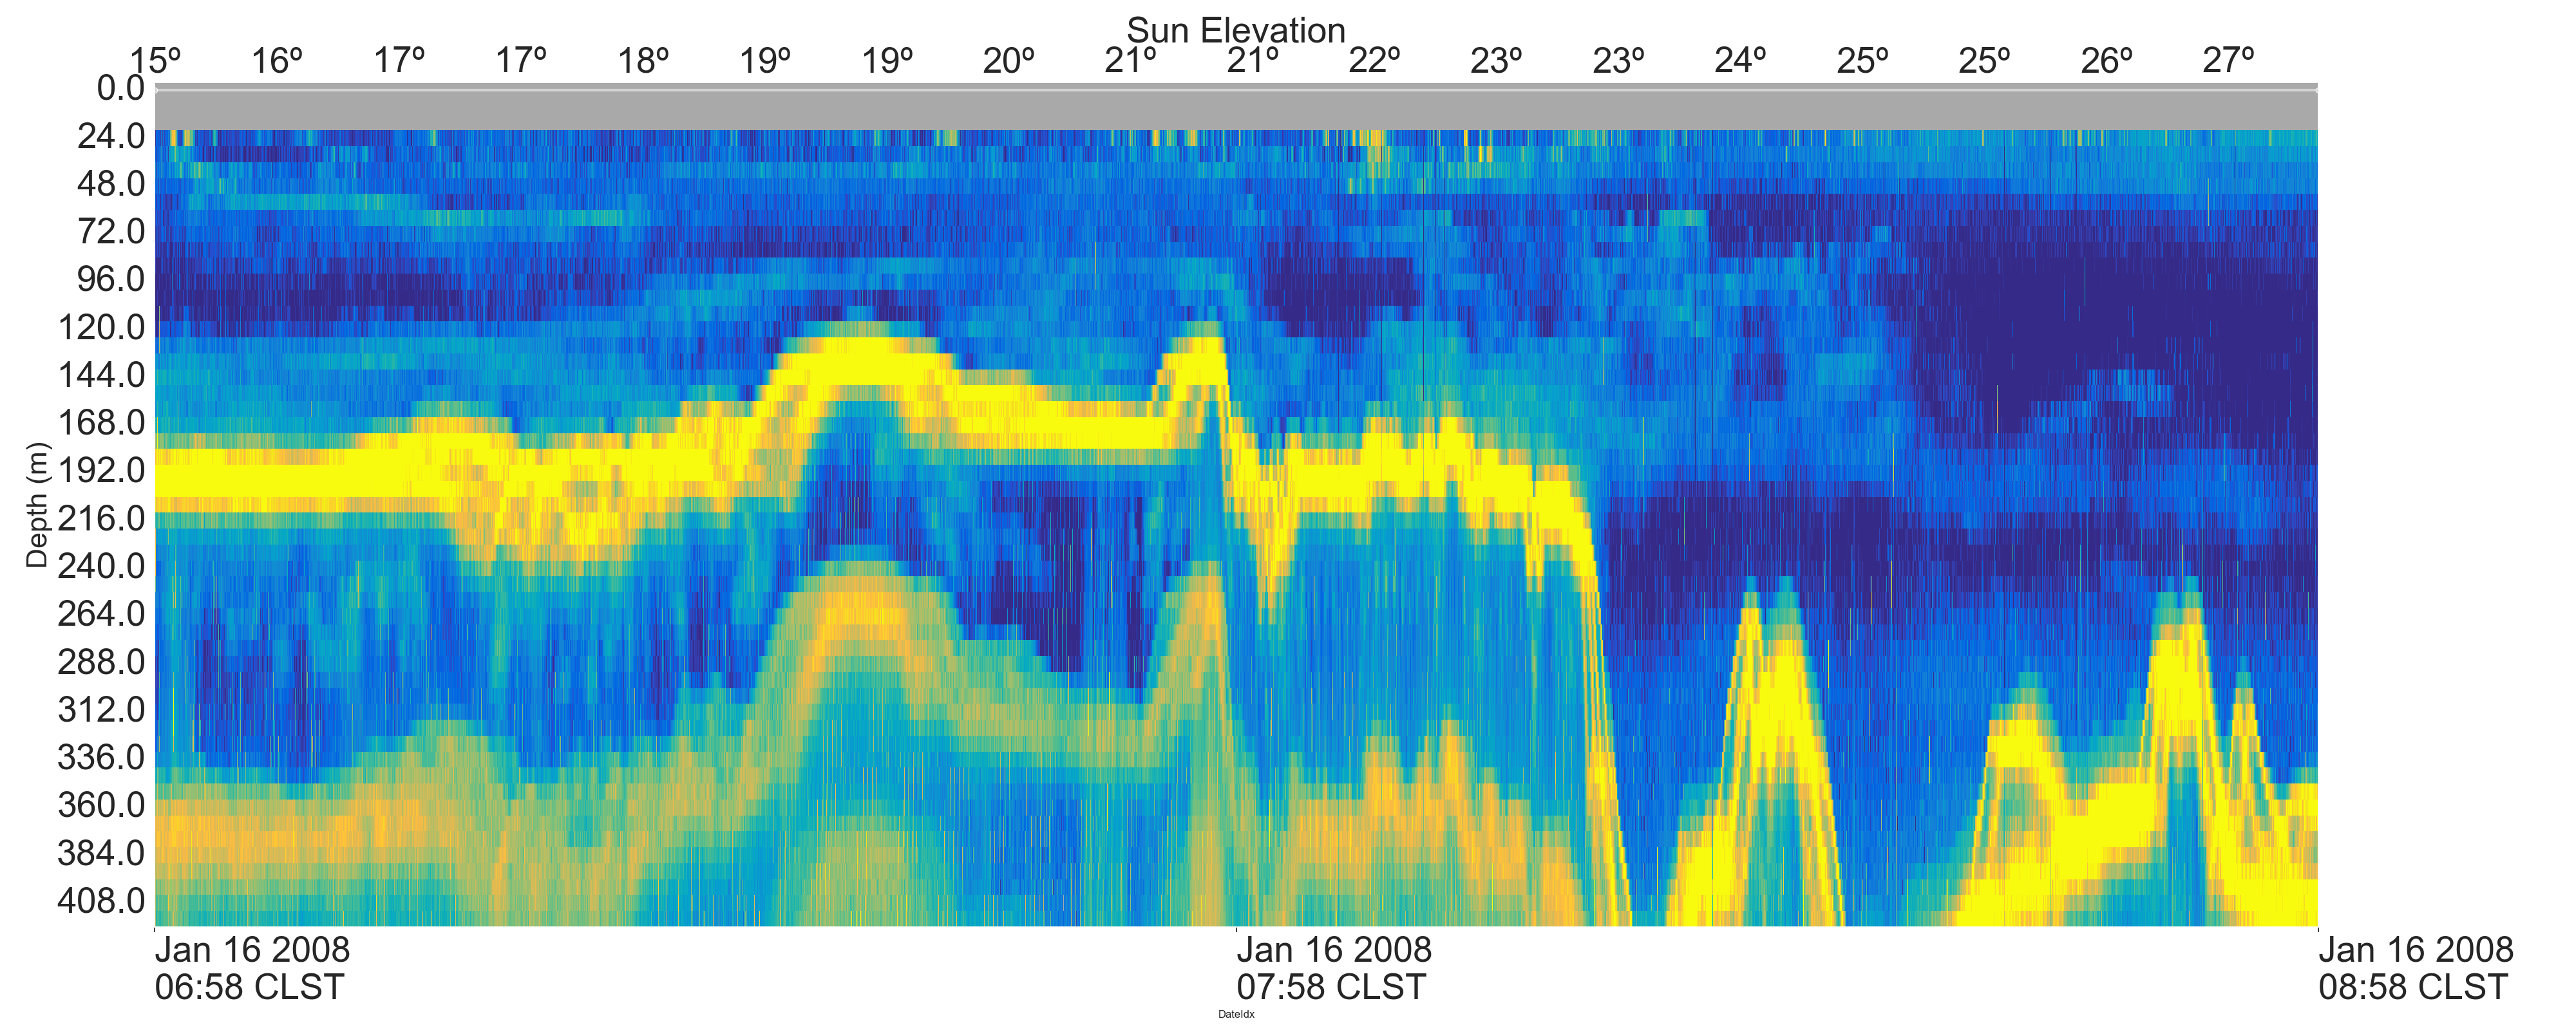 Sun Elevation
15º 16º 17º 17º 18º 19º 19º 20º 21º 21º 22º 23º 23º 24º 25º 25º 26º 27º
0.0
24.0
48.0
72.0
96.0
120.0
144.0
168.0
192.0
216.0
240.0
264.0
288.0
312.0
336.0
360.0
384.0
408.0
Depth (m)
Jan 16 2008
06:58 CLST
Jan 16 2008
07:58 CLST
Jan 16 2008
08:58 CLST
DateIdx